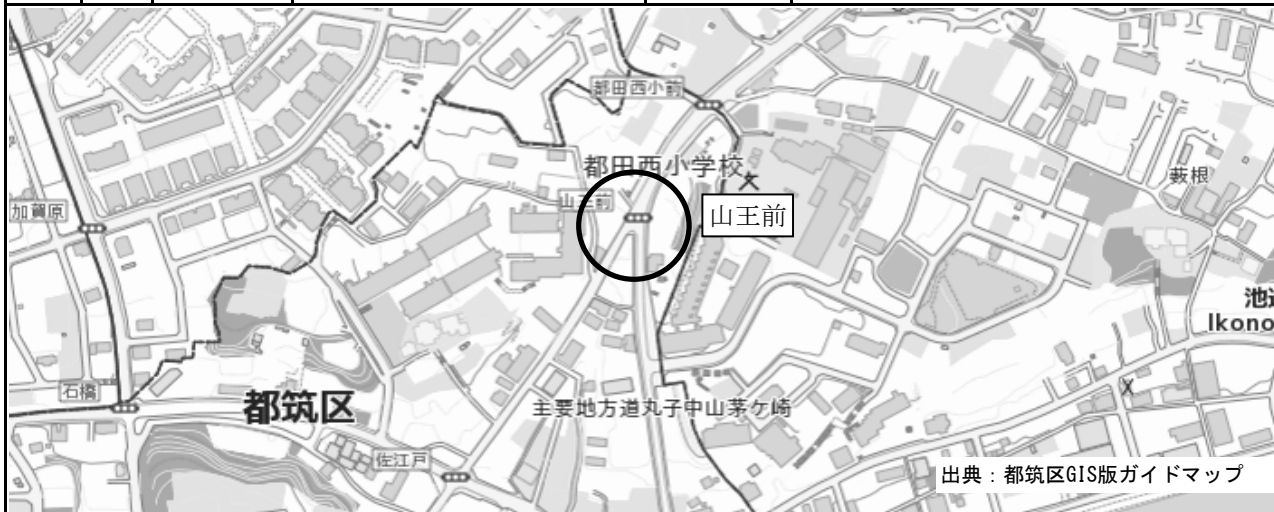 都田西小前
都田西小学校
藪根
山王前
加賀原
山王前
Ikono
石橋
都筑区
主要地方道丸子中山茅ケ崎
佐江戸
出典：都筑区GIS版ガイドマップ